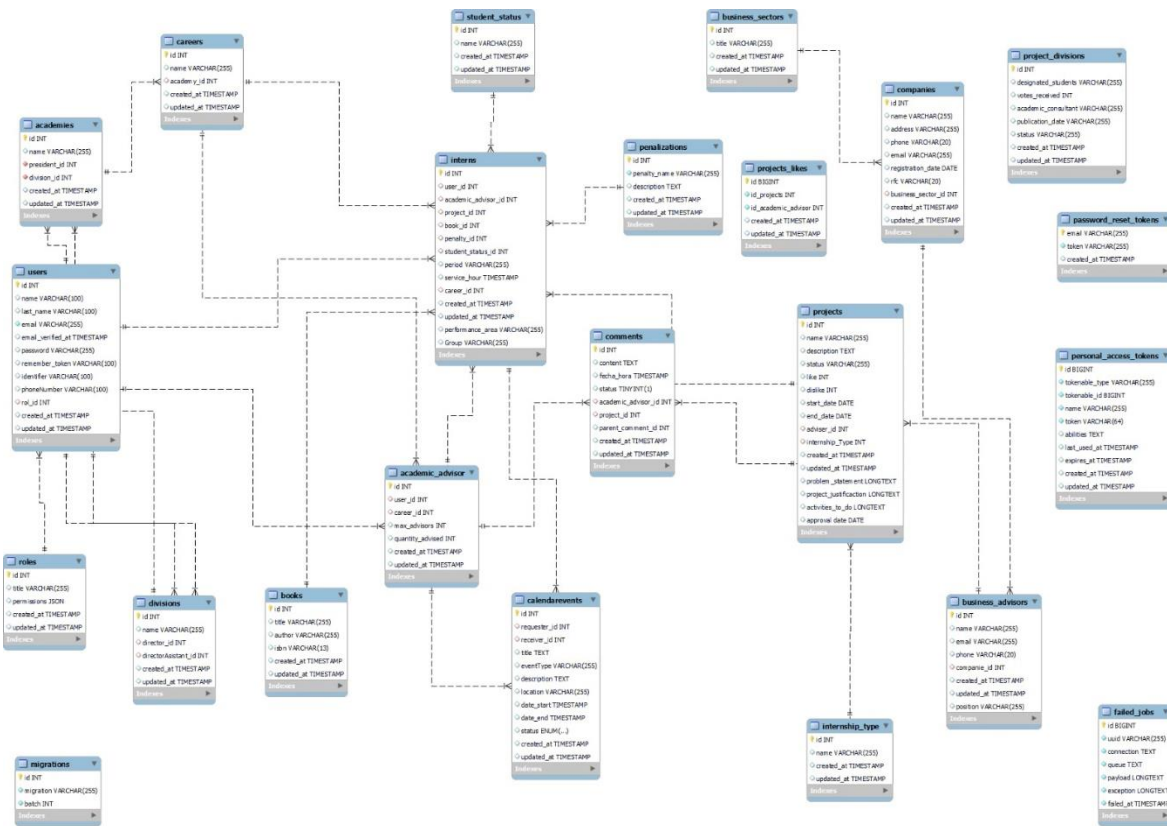 student_status
id INT
name VARCHAR(255)
created_at TIMESTAMP
updated_at TIMESTAMP
Indexes
business_sectors
id INT
title VARCHAR(255)
created_at TIMESTAMP
updated_at TIMESTAMP
Indexes
careers
id INT
name VARCHAR(255)
academy_id INT
created_at TIMESTAMP
updated_at TIMESTAMP
Indexes
project_divisions
id INT
designated_students VARCHAR(255)
votes_received INT
academic_consultant VARCHAR(255)
publication_date VARCHAR(255)
status VARCHAR(255)
created_at TIMESTAMP
updated_at TIMESTAMP
Indexes
companies
id INT
name VARCHAR(255)
address VARCHAR(255)
phone VARCHAR(20)
email VARCHAR(255)
registration_date DATE
rfc VARCHAR(20)
business_sector_id INT
created_at TIMESTAMP
updated_at TIMESTAMP
Indexes
academies
id INT
name VARCHAR(255)
president_id INT
division_id INT
created_at TIMESTAMP
updated_at TIMESTAMP
Indexes
interns
id INT
user_id INT
academic_advisor_id INT
project_id INT
book_id INT
penalty_id INT
student_status_id INT
period VARCHAR(255)
service_hour TIMESTAMP
career_id INT
created_at TIMESTAMP
updated_at TIMESTAMP
performance_area VARCHAR(255)
Group VARCHAR(255)
Indexes
penalizations
id INT
penalty_name VARCHAR(255)
description TEXT
created_at TIMESTAMP
updated_at TIMESTAMP
Indexes
projects_likes
id BIGINT
id_projects INT
id_academic_adviser INT
created_at TIMESTAMP
updated_at TIMESTAMP
Indexes
password_reset_tokens
email VARCHAR(255)
token VARCHAR(255)
created_at TIMESTAMP
Indexes
users
id INT
name VARCHAR(100)
last_name VARCHAR(100)
email VARCHAR(255)
email_verified_at TIMESTAMP
password VARCHAR(255)
remember_token VARCHAR(100)
identifier VARCHAR(100)
phoneNumber VARCHAR(100)
rol_id INT
created_at TIMESTAMP
updated_at TIMESTAMP
Indexes
comments
id INT
content TEXT
fecha_hora TIMESTAMP
status TINYINT(1)
academic_advisor_id INT
project_id INT
parent_comment_id INT
created_at TIMESTAMP
updated_at TIMESTAMP
Indexes
projects
id INT
name VARCHAR(255)
description TEXT
status VARCHAR(255)
like INT
dislike INT
start_date DATE
end_date DATE
adviser_id INT
internship_Type INT
created_at TIMESTAMP
updated_at TIMESTAMP
problem_statement LONGTEXT
project_justificaction LONGTEXT
activities_to_do LONGTEXT
approval date DATE
Indexes
personal_access_tokens
id BIGINT
tokenable_type VARCHAR(255)
tokenable_id BIGINT
name VARCHAR(255)
token VARCHAR(64)
abilities TEXT
last_used_at TIMESTAMP
expires_at TIMESTAMP
created_at TIMESTAMP
updated_at TIMESTAMP
Indexes
academic_advisor
id INT
user_id INT
career_id INT
max_advisors INT
quantity_advised INT
created_at TIMESTAMP
updated_at TIMESTAMP
Indexes
roles
id INT
title VARCHAR(255)
permissions JSON
created_at TIMESTAMP
updated_at TIMESTAMP
Indexes
divisions
id INT
name VARCHAR(255)
director_id INT
directorAssitant_id INT
created_at TIMESTAMP
updated_at TIMESTAMP
Indexes
books
id INT
title VARCHAR(255)
author VARCHAR(255)
isbn VARCHAR(13)
created_at TIMESTAMP
updated_at TIMESTAMP
Indexes
calendarevents
id INT
requester_id INT
receiver_id INT
title TEXT
eventType VARCHAR(255)
description TEXT
location VARCHAR(255)
date_start TIMESTAMP
date_end TIMESTAMP
status ENUM(...)
created_at TIMESTAMP
updated_at TIMESTAMP
Indexes
business_advisors
id INT
name VARCHAR(255)
email VARCHAR(255)
phone VARCHAR(20)
companie_id INT
created_at TIMESTAMP
updated_at TIMESTAMP
position VARCHAR(255)
Indexes
internship_type
id INT
name VARCHAR(255)
created_at TIMESTAMP
updated_at TIMESTAMP
Indexes
failed_jobs
id BIGINT
uuid VARCHAR(255)
connection TEXT
queue TEXT
payload LONGTEXT
exception LONGTEXT
failed_at TIMESTAMP
Indexes
migrations
id INT
migration VARCHAR(255)
batch INT
Indexes